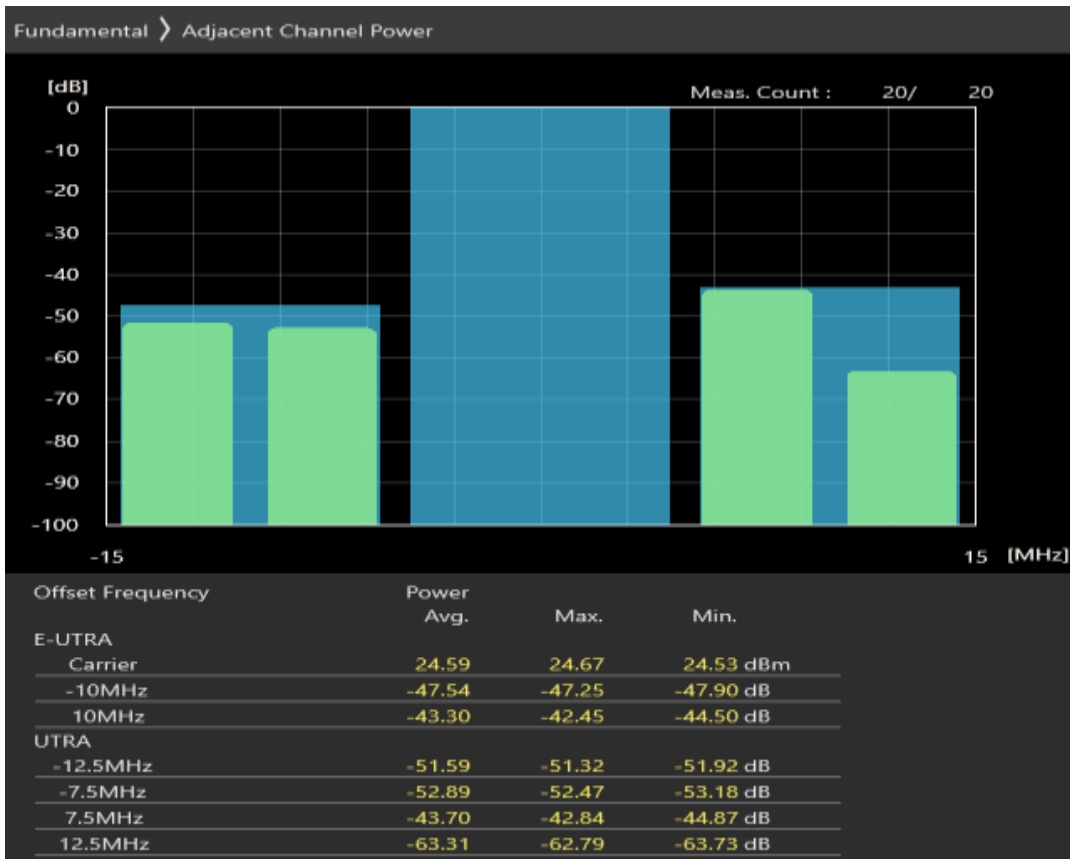 Fundamental ❯ Adjacent Channel Power
[dB]
Meas. Count : 20/ 20
0
-10
-20
-30
-40
-50
-60
-70
-80
-90
-100
-15 15 [MHz]
Offset Frequency Power
Avg. Max. Min.
E-UTRA
Carrier 24.59 24.67 24.53 dBm
-10MHz -47.54 -47.25 -47.90 dB
10MHz -43.30 -42.45 -44.50 dB
UTRA
-12.5MHz -51.59 -51.32 -51.92 dB
-7.5MHz -52.89 -52.47 -53.18 dB
7.5MHz -43.70 -42.84 -44.87 dB
12.5MHz -63.31 -62.79 -63.73 dB